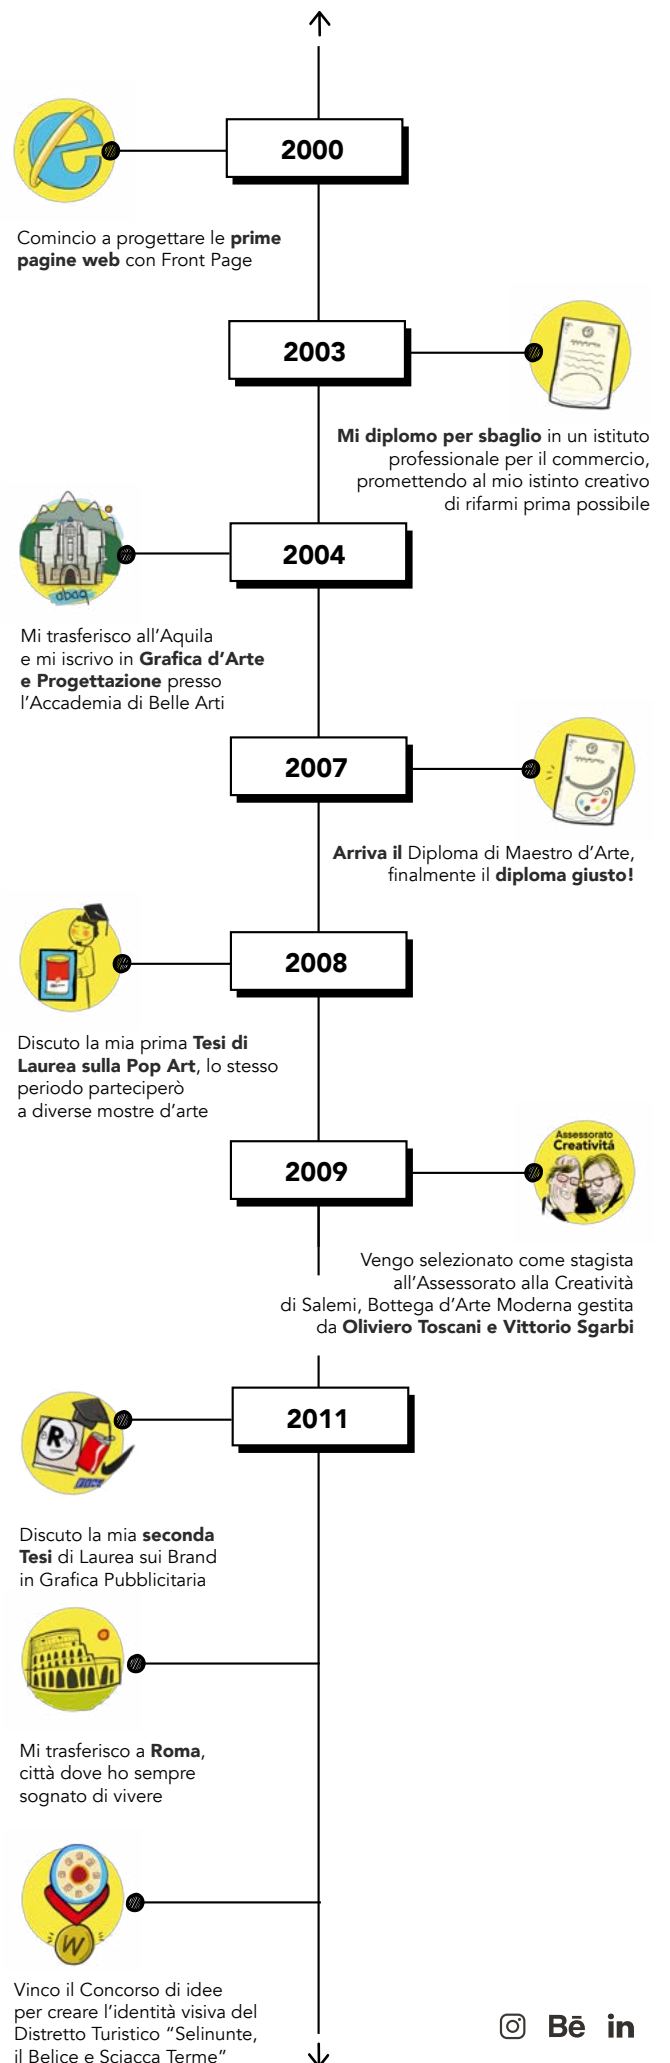 2000
Comincio a progettare le prime
pagine web con Front Page
2003
Mi diplomo per sbaglio in un istituto
professionale per il commercio,
promettendo al mio istinto creativo
di rifarmi prima possibile
abaq
2004
Mi trasferisco all'Aquila
e mi iscrivo in Grafica d'Arte
e Progettazione presso
l'Accademia di Belle Arti
2007
Arriva il Diploma di Maestro d'Arte,
finalmente il diploma giusto!
2008
Discuto la mia prima Tesi di
Laurea sulla Pop Art, lo stesso
periodo parteciperò
a diverse mostre d'arte
2009
Assessorato
Creativitá
Vengo selezionato come stagista
all'Assessorato alla Creatività
di Salemi, Bottega d'Arte Moderna gestita
da Oliviero Toscani e Vittorio Sgarbi
2011
R
Discuto la mia seconda
Tesi di Laurea sui Brand
in Grafica Pubblicitaria
Mi trasferisco a Roma,
città dove ho sempre
sognato di vivere
W
Vinco il Concorso di idee
per creare l'identità visiva del
Distretto Turistico "Selinunte,
il Belice e Sciacca Terme"
Bē in